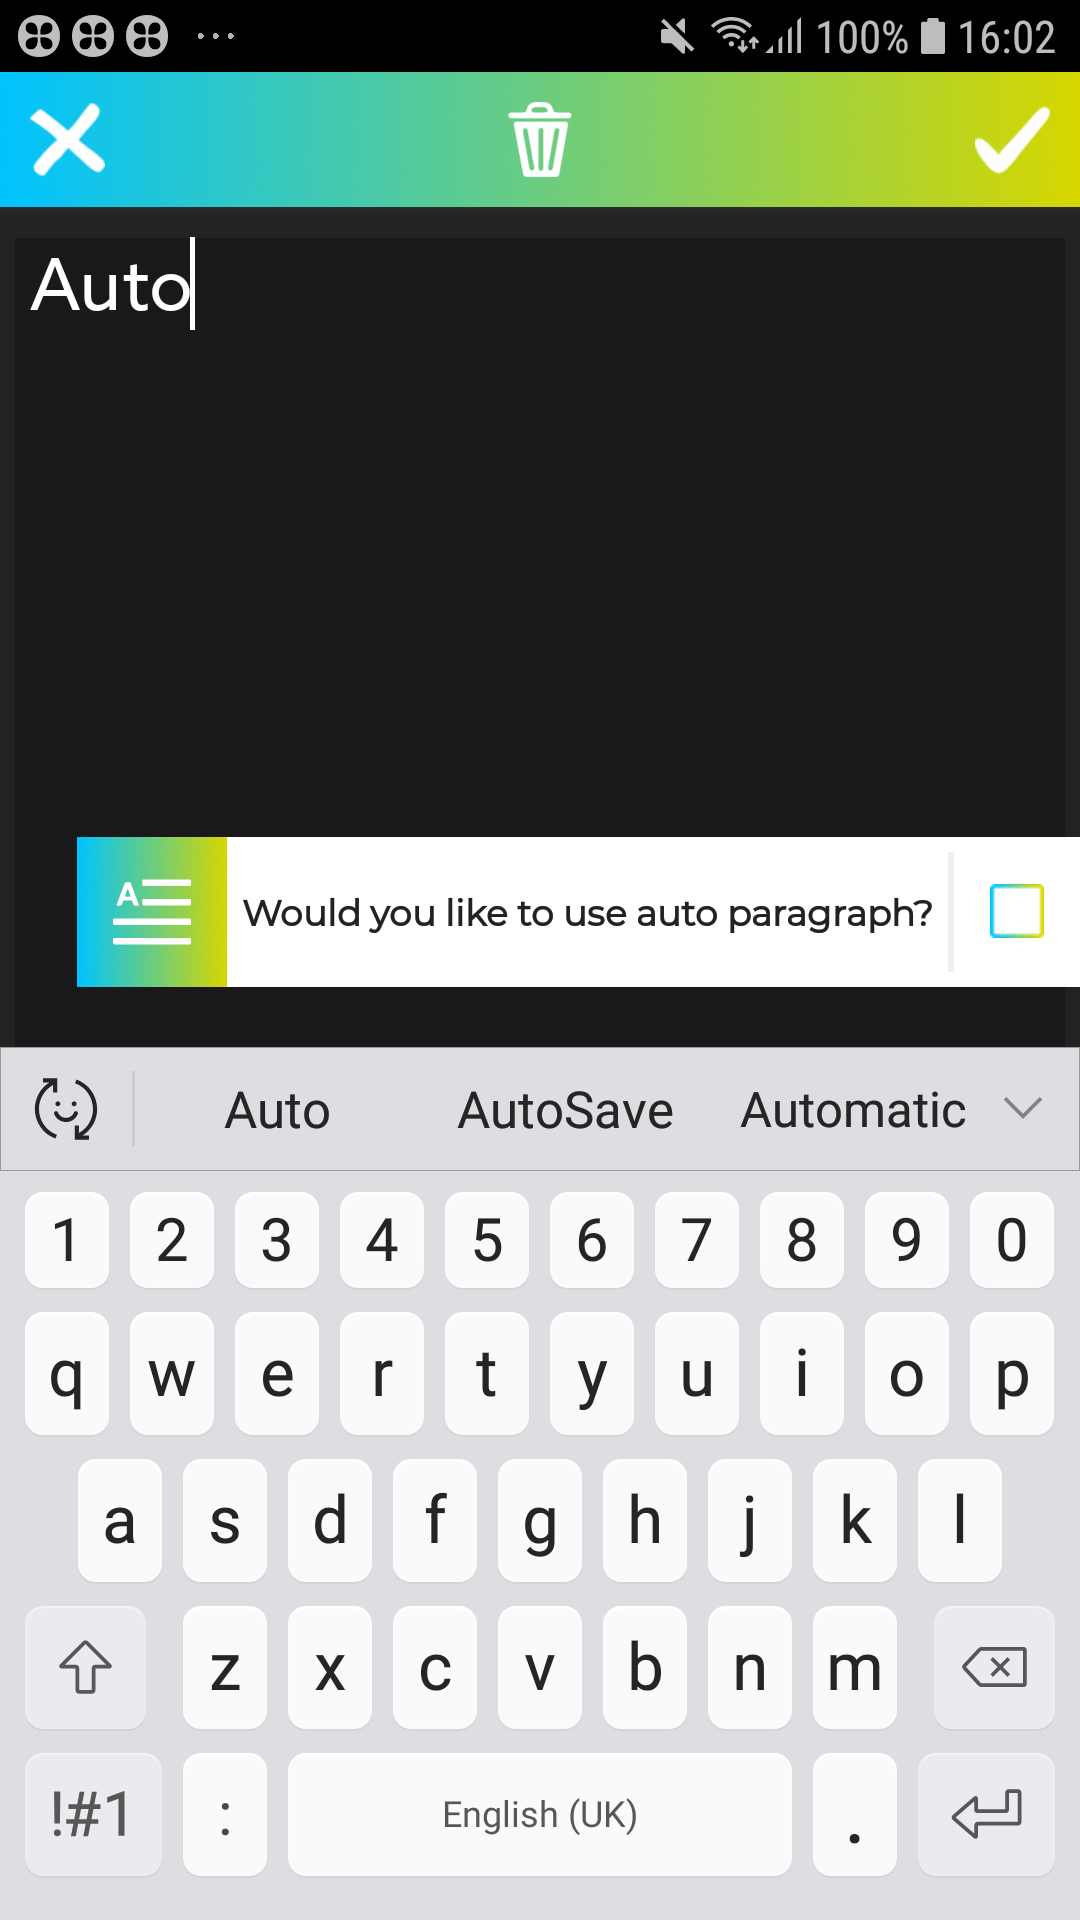 100% 16:02
Auto
A
Would you like to use auto paragraph?
Auto AutoSave Automatic
1 2 3 4 5 6 7 8 9 0
q w e r t y u i o p
a s d f g h j k l
z x c v b n m
!#1 : English (UK) .